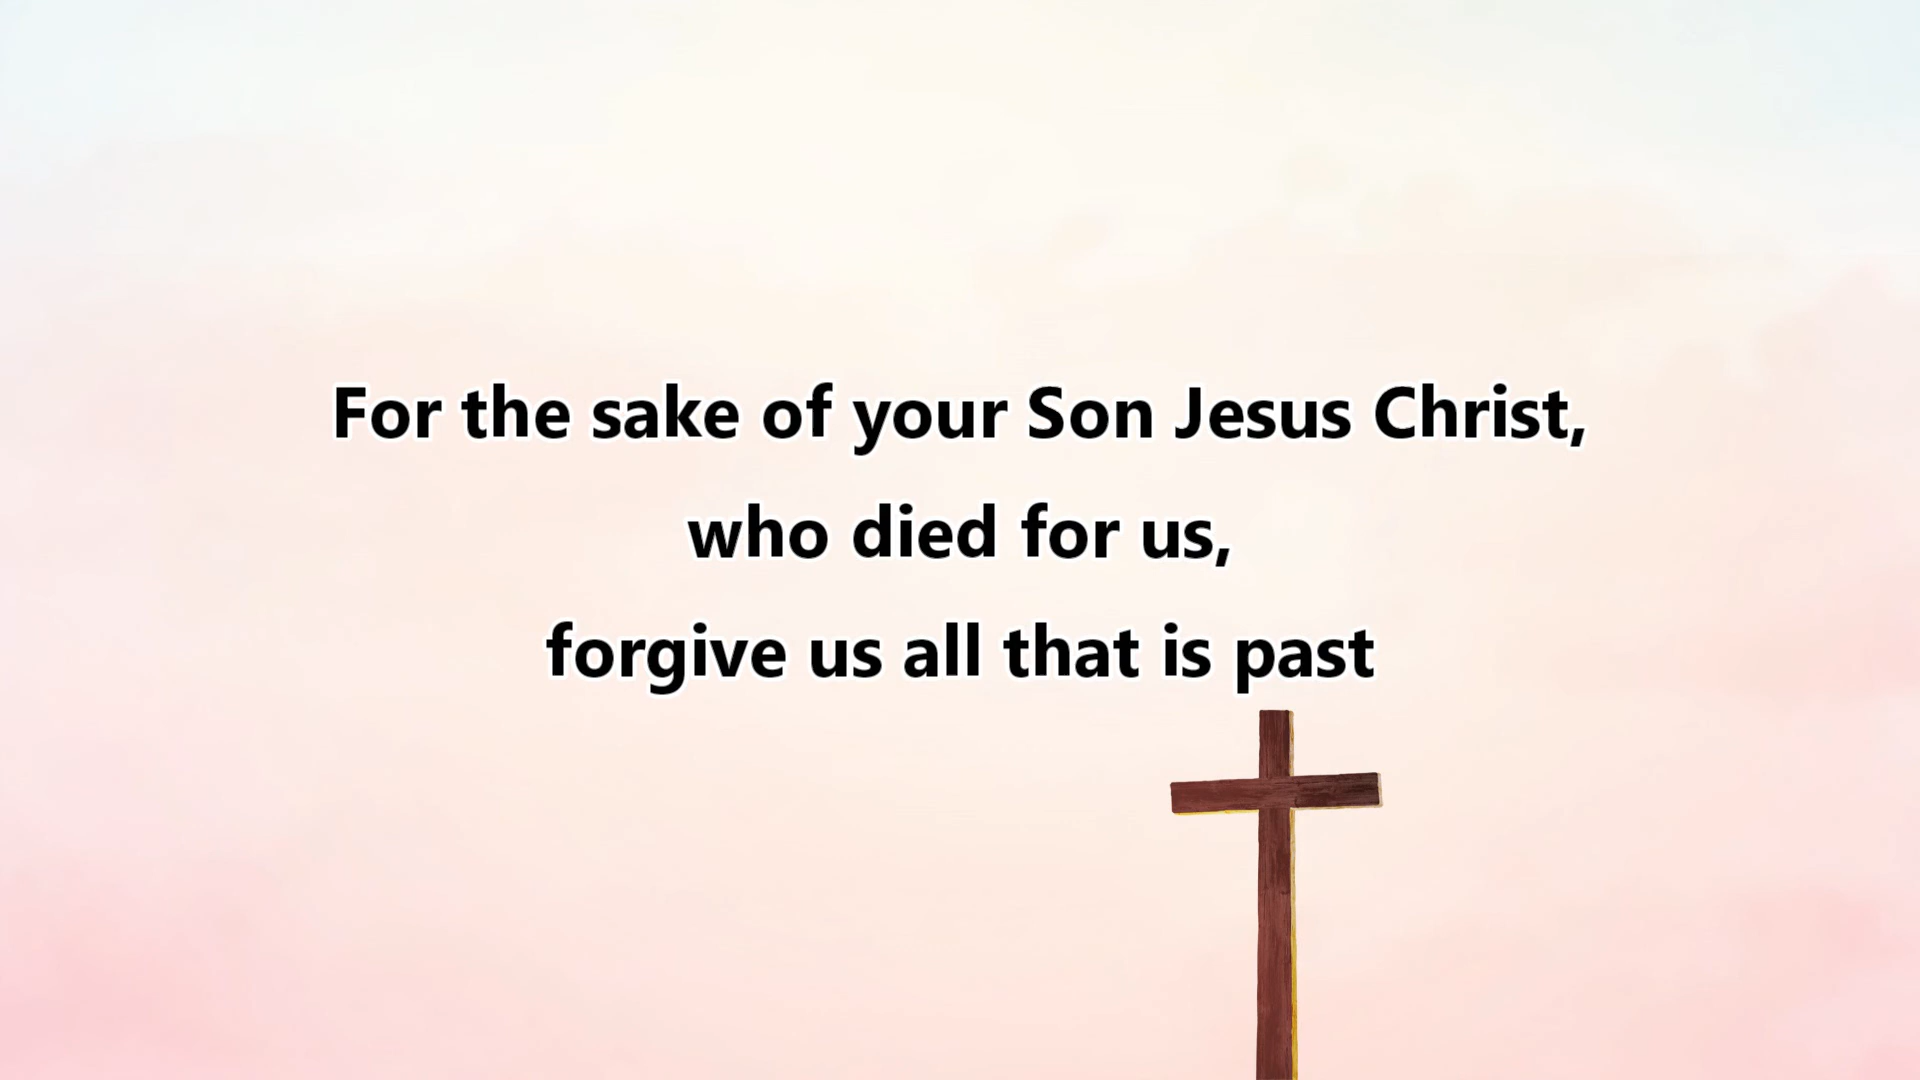 For the sake of your Son Jesus Christ,
who died for us,
forgive us all that is past